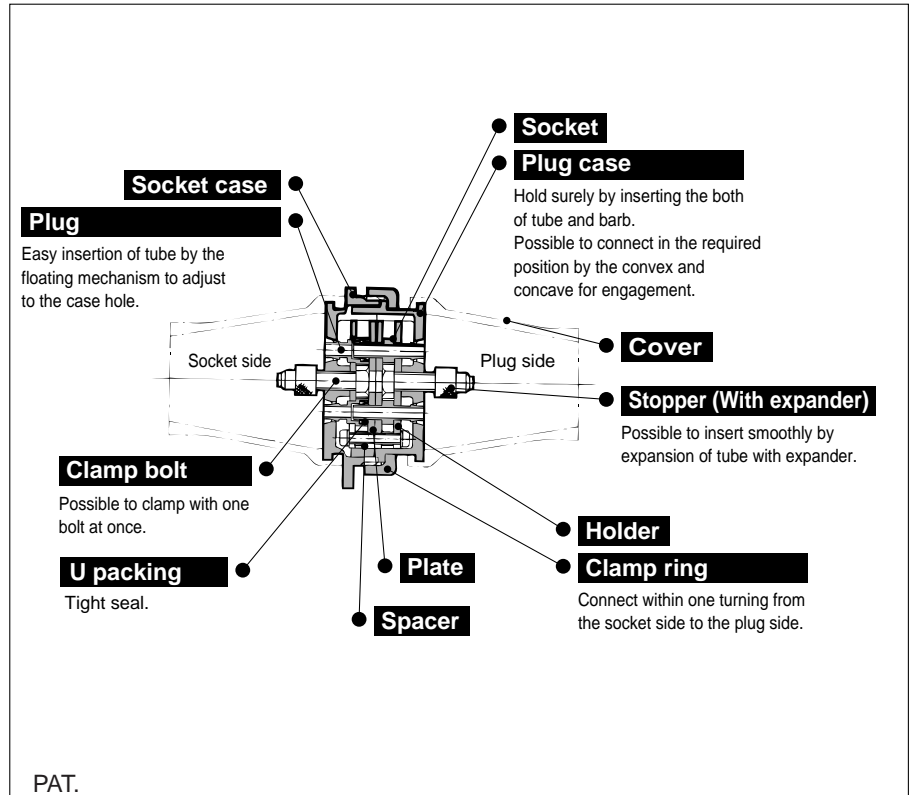 Socket
Plug case
Hold surely by inserting the both
of tube and barb.
Possible to connect in the required
position by the convex and
concave for engagement.
Socket case
Plug
Easy insertion of tube by the
floating mechanism to adjust
to the case hole.
Socket side
Plug side
Cover
Stopper (With expander)
Possible to insert smoothly by
expansion of tube with expander.
Clamp bolt
Possible to clamp with one
bolt at once.
U packing
Tight seal.
Plate
Spacer
Holder
Clamp ring
Connect within one turning from
the socket side to the plug side.
PAT.